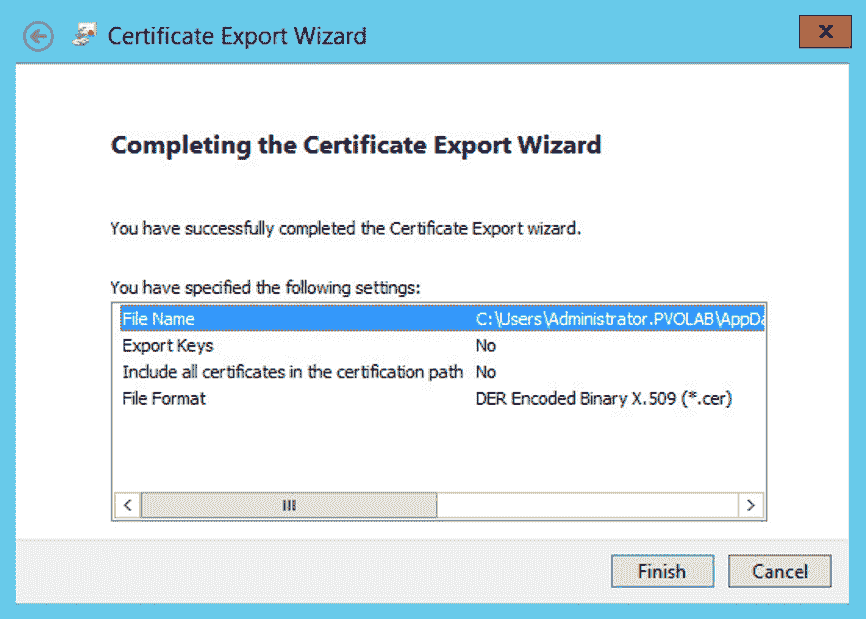 Certificate Export Wizard
Completing the Certificate Export Wizard
You have successfully completed the Certificate Export wizard.
You have specified the following settings:
File Name C:\Users\Administrator.PVOLAB\AppDa
Export Keys No
Include all certificates in the certification path No
File Format DER Encoded Binary X.509 (*.cer)
Finish Cancel